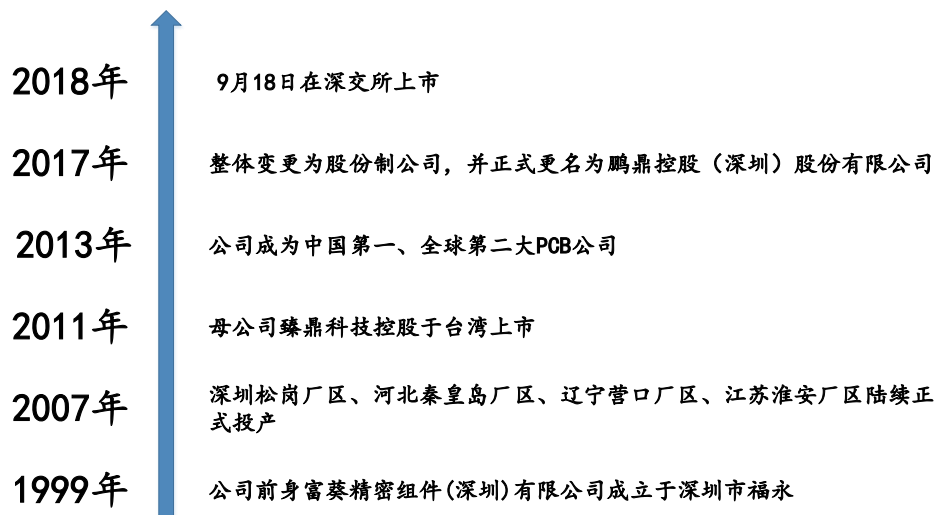 2018年
9月18日在深交所上市
2017年
整体变更为股份制公司，并正式更名为鹏鼎控股（深圳）股份有限公司
2013年
公司成为中国第一、全球第二大PCB公司
2011年
母公司臻鼎科技控股于台湾上市
2007年
深圳松岗厂区、河北秦皇岛厂区、辽宁营口厂区、江苏淮安厂区陆续正
式投产
1999年
公司前身富葵精密组件(深圳)有限公司成立于深圳市福永